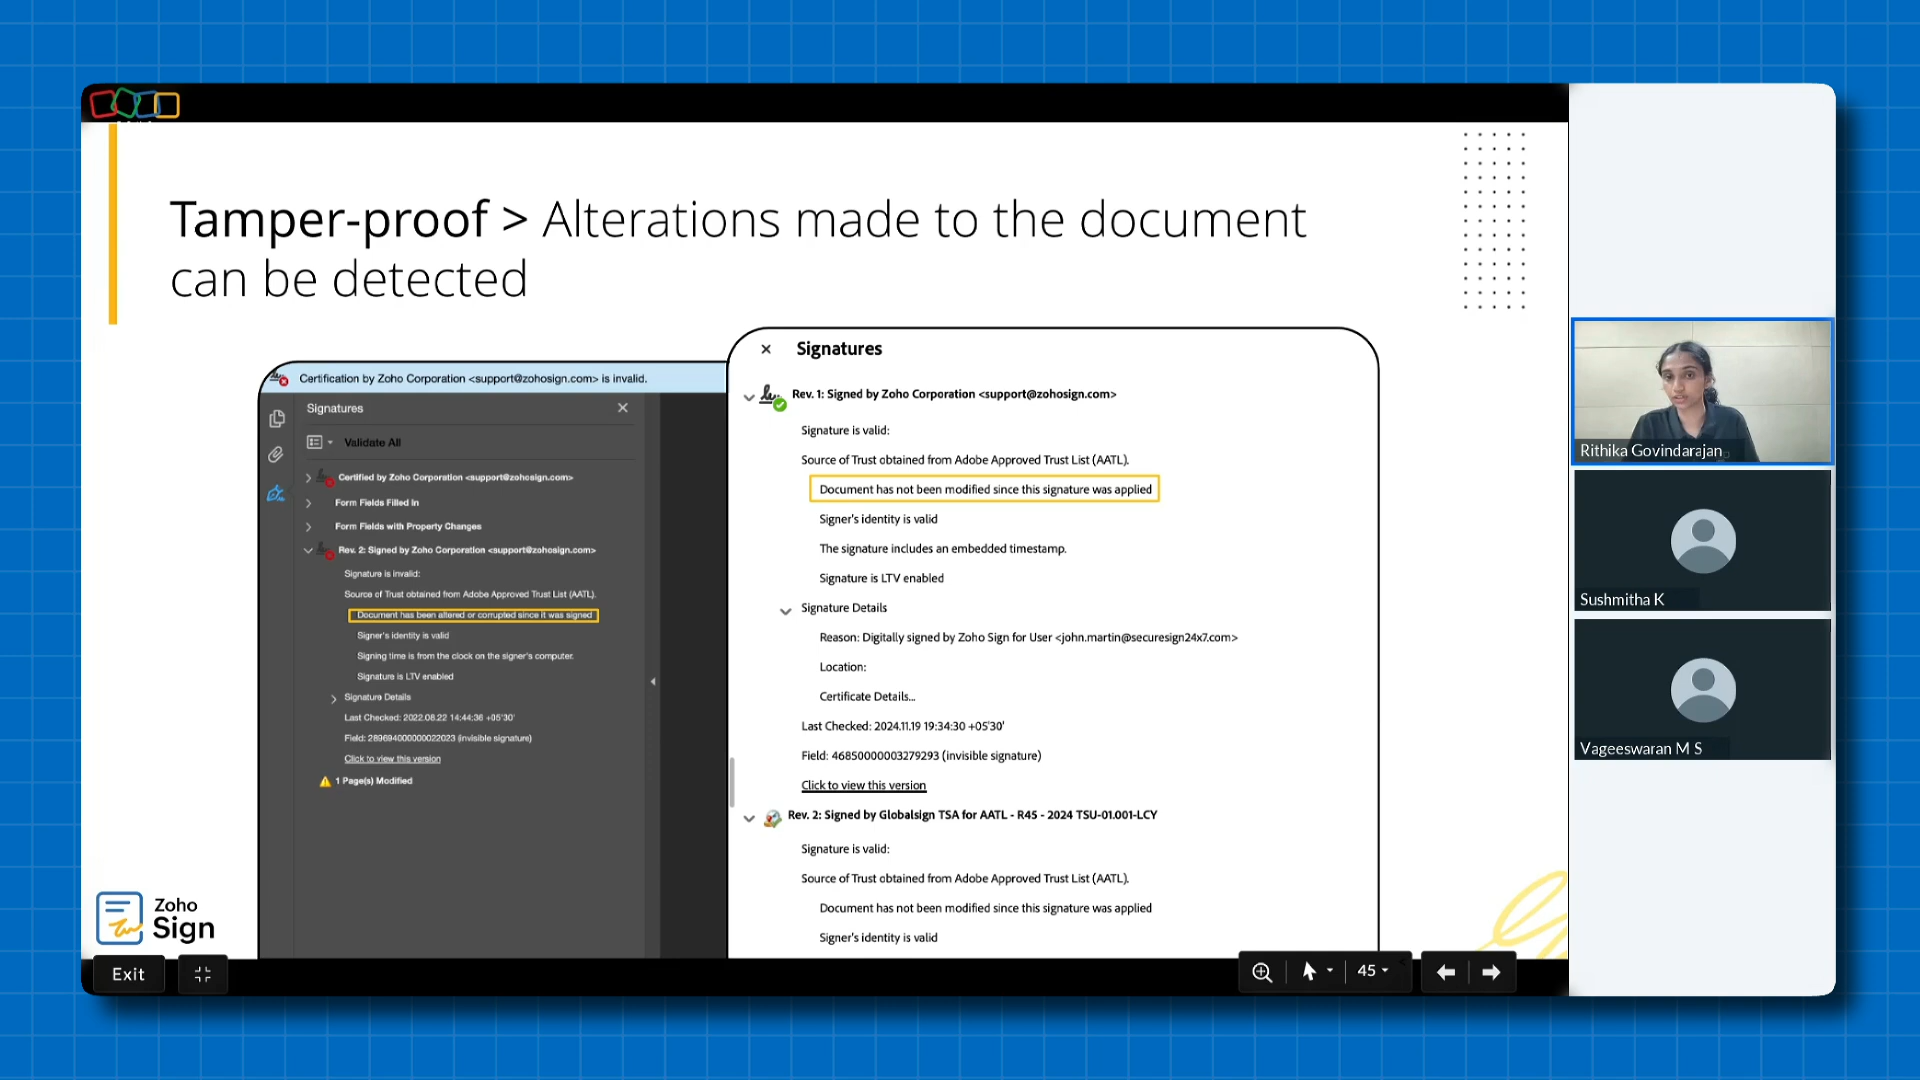 Tamper-proof > Alterations made to the document
can be detected
Certification by Zoho Corporation <support@zohosign.com> is invalid.
Signatures
Validate All
Certified by Zoho Corporation <support@zohosign.com>
Form Fields Filled In
Form Fields with Property Changes
Rev. 2: Signed by Zoho Corporation <support@zohosign.com>
Signature is invalid:
Source of Trust obtained from Adobe Approved Trust List (AATL).
Document has been altered or corrupted since it was signed
Signer's identity is valid
Signing time is from the clock on the signer's computer.
Signature is LTV enabled
Signature Details
Last Checked: 2022.08.22 14:44:36 +05'30'
Field: 289694000000022023 (invisible signature)
Click to view this version
1 Page(s) Modified
Signatures
Rev. 1: Signed by Zoho Corporation <support@zohosign.com>
Signature is valid:
Source of Trust obtained from Adobe Approved Trust List (AATL).
Document has not been modified since this signature was applied
Signer's identity is valid
The signature includes an embedded timestamp.
Signature is LTV enabled
Signature Details
Reason: Digitally signed by Zoho Sign for User <john.martin@securesign24x7.com>
Location:
Certificate Details...
Last Checked: 2024.11.19 19:34:30 +05'30'
Field: 46850000003279293 (invisible signature)
Click to view this version
Rev. 2: Signed by Globalsign TSA for AATL - R45 - 2024 TSU-01.001-LCY
Signature is valid:
Source of Trust obtained from Adobe Approved Trust List (AATL).
Document has not been modified since this signature was applied
Signer's identity is valid
Zoho
Sign
Exit
45
Rithika Govindarajan
Sushmitha K
Vageeswaran M S